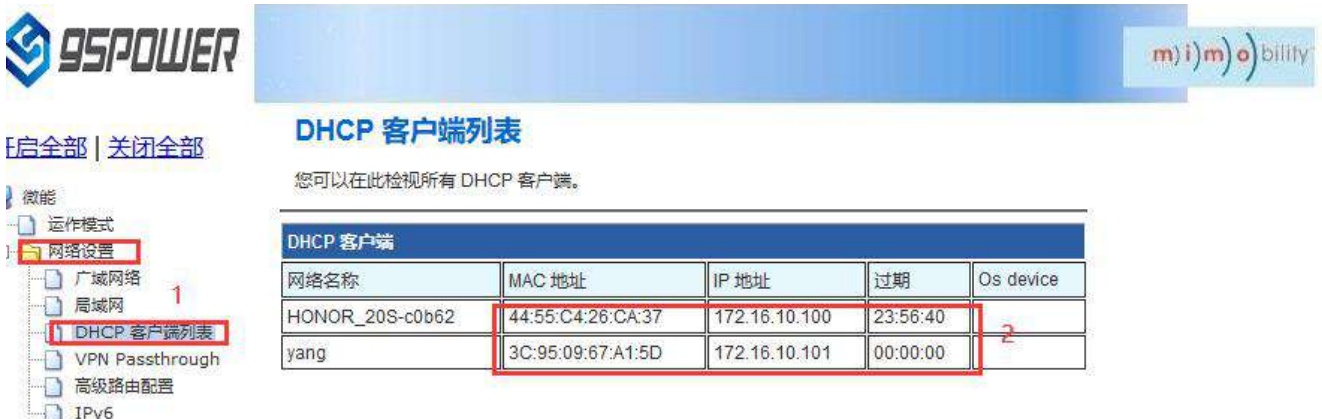 95POWER
m)i)m)o)bility
开启全部 | 关闭全部
微能
运作模式
网络设置
广域网络
局域网
1
DHCP 客户端列表
VPN Passthrough
高级路由配置
IPv6
DHCP 客户端列表
您可以在此检视所有 DHCP 客户端。
DHCP 客户端
网络名称 MAC 地址 IP 地址 过期 Os device
HONOR_20S-c0b62 44:55:C4:26:CA:37 172.16.10.100 23:56:40
yang 3C:95:09:67:A1:5D 172.16.10.101 00:00:00
2